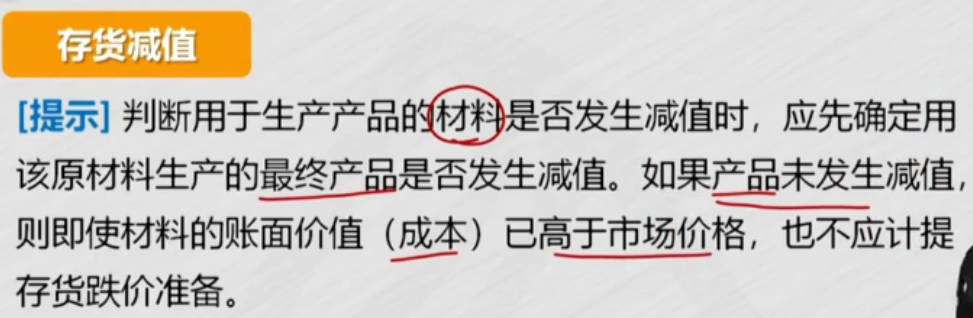 存货减值
[提示] 判断用于生产产品的材料是否发生减值时，应先确定用
该原材料生产的最终产品是否发生减值。如果产品未发生减值，
则即使材料的账面价值（成本）已高于市场价格，也不应计提
存货跌价准备。